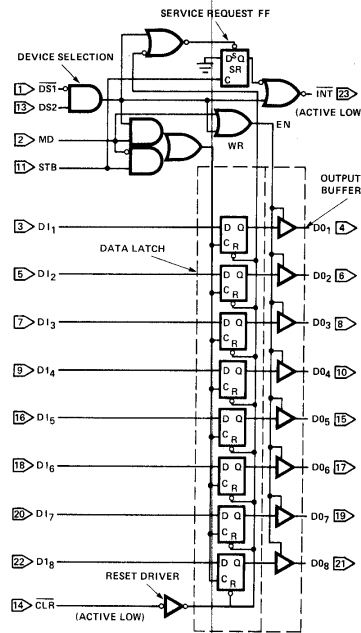 SERVICE REQUEST FF
DEVICE SELECTION
D S Q
SR
C
1 DS1
13 DS2
INT 23
(ACTIVE LOW
2 MD
EN
WR
11 STB
OUTPUT
BUFFER
3 DI1 D Q C R DO1 4
DATA LATCH
5 DI2 D Q C R DO2 6
7 DI3 D Q C R DO3 8
9 DI4 D Q C R DO4 10
16 DI5 D Q C R DO5 15
18 DI6 D Q C R DO6 17
20 DI7 D Q C R DO7 19
22 D18 D Q C R DO8 21
RESET DRIVER
14 CLR
(ACTIVE LOW)